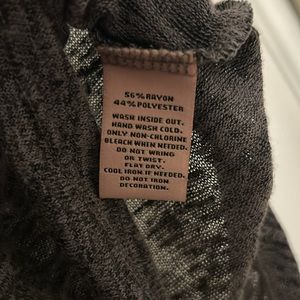 56% RAYON
44% POLYESTER
WASH INSIDE OUT.
HAND WASH COLD.
ONLY NON-CHLORINE
BLEACH WHEN NEEDED.
DO NOT WRING
OR TWIST.
FLAT DRY.
COOL IRON IF NEEDED.
DO NOT IRON
DECORATION.